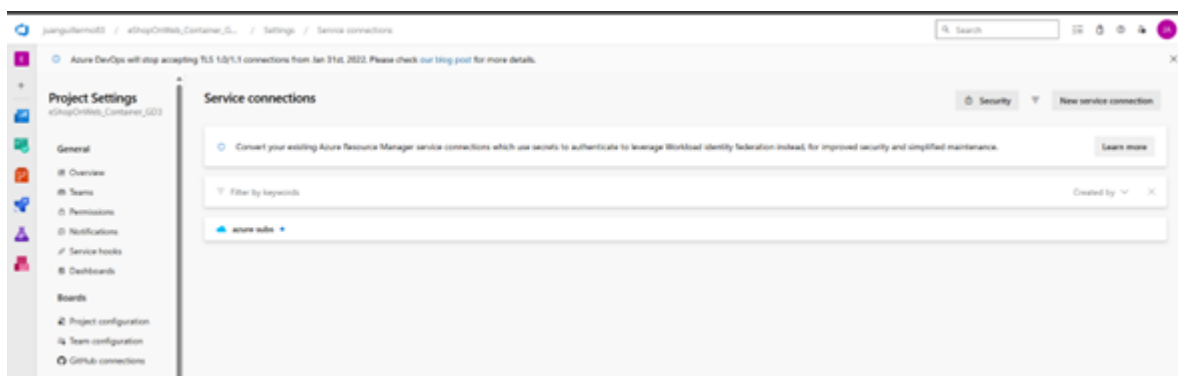 juanguillermo83 / eShopOnWeb_Container_G... / Settings / Service connections
Search
JA
E
Azure DevOps will stop accepting TLS 1.0/1.1 connections from Jan 31st, 2022. Please check our blog post for more details.
Project Settings
eShopOnWeb_Container_GD3
Service connections
Security
New service connection
General
Convert your existing Azure Resource Manager service connections which use secrets to authenticate to leverage Workload identity federation instead, for improved security and simplified maintenance.
Learn more
Overview
Teams
Filter by keywords
Created by
Permissions
Notifications
azure subs
Service hooks
Dashboards
Boards
Project configuration
Team configuration
GitHub connections